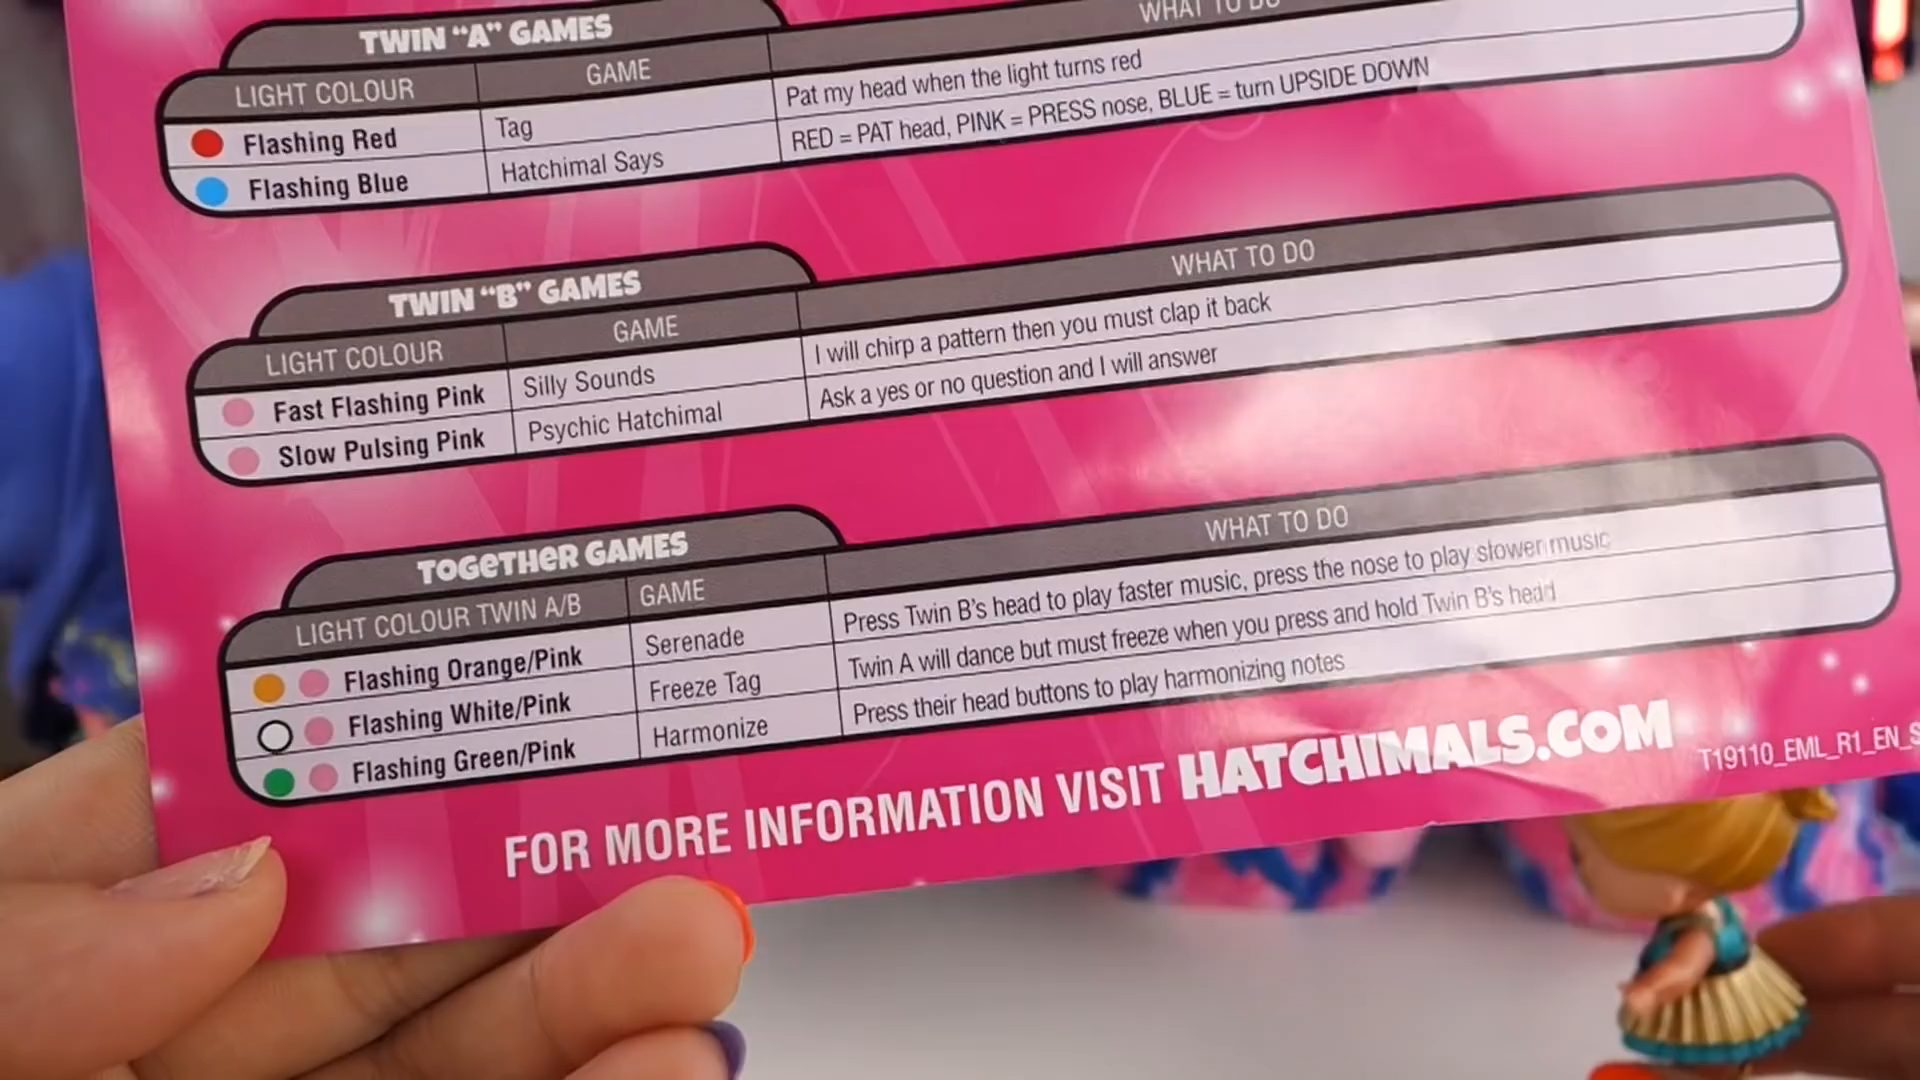 TWIN “A” GAMES
LIGHT COLOUR GAME WHAT TO DO
Flashing Red Tag Pat my head when the light turns red
Flashing Blue Hatchimal Says RED = PAT head, PINK = PRESS nose, BLUE = turn UPSIDE DOWN
TWIN “B” GAMES
LIGHT COLOUR GAME WHAT TO DO
Fast Flashing Pink Silly Sounds I will chirp a pattern then you must clap it back
Slow Pulsing Pink Psychic Hatchimal Ask a yes or no question and I will answer
TOGETHER GAMES
LIGHT COLOUR TWIN A/B GAME WHAT TO DO
Flashing Orange/Pink Serenade Press Twin B’s head to play faster music, press the nose to play slower music
Flashing White/Pink Freeze Tag Twin A will dance but must freeze when you press and hold Twin B’s head
Flashing Green/Pink Harmonize Press their head buttons to play harmonizing notes
FOR MORE INFORMATION VISIT HATCHIMALS.COM
T19110_EML_R1_EN_S